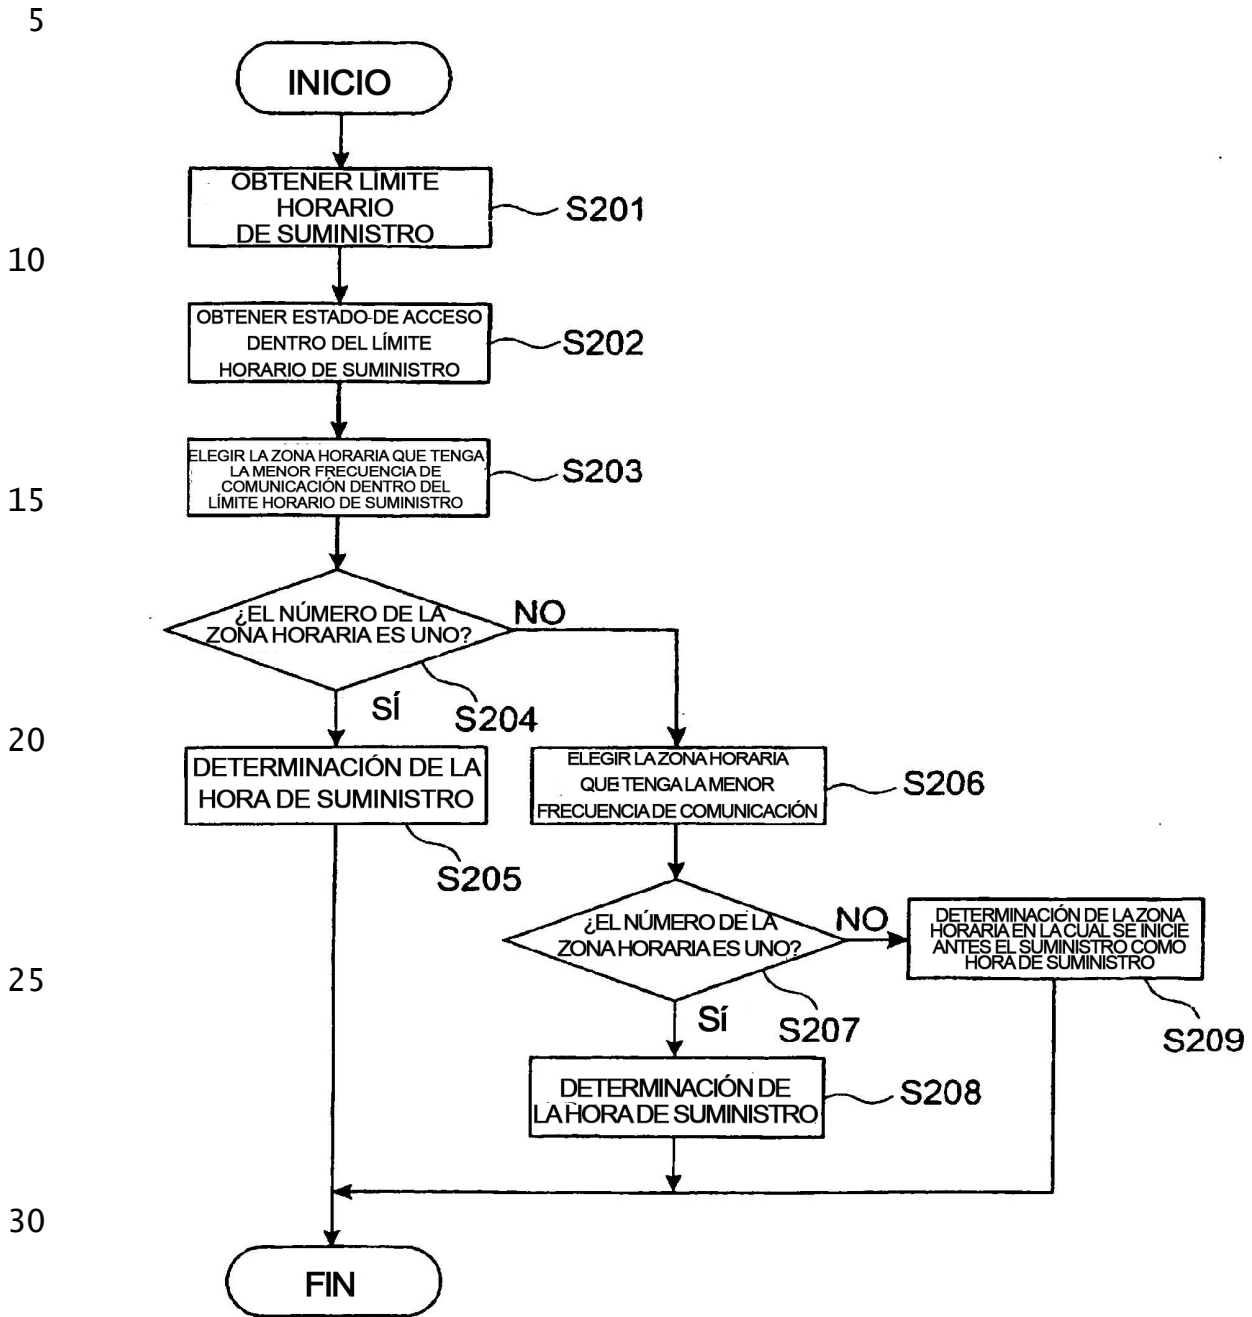 5
INICIO
OBTENER LÍMITE
HORARIO
DE SUMINISTRO
S201
10
OBTENER ESTADO-DE ACCESO
DENTRO DEL LÍMITE
HORARIO DE SUMINISTRO
S202
ELEGIR LA ZONA HORARIA QUE TENGA
LA MENOR FRECUENCIA DE
COMUNICACIÓN DENTRO DEL
LÍMITE HORARIO DE SUMINISTRO
S203
15
¿EL NÚMERO DE LA
ZONA HORARIA ES UNO?
NO
SÍ
S204
20
DETERMINACIÓN DE LA
HORA DE SUMINISTRO
S205
ELEGIR LA ZONA HORARIA
QUE TENGA LA MENOR
FRECUENCIA DE COMUNICACIÓN
S206
¿EL NÚMERO DE LA
ZONA HORARIA ES UNO?
NO
SÍ
S207
DETERMINACIÓN DE LA ZONA
HORARIA EN LA CUAL SE INICIE
ANTES EL SUMINISTRO COMO
HORA DE SUMINISTRO
S209
25
DETERMINACIÓN DE
LA HORA DE SUMINISTRO
S208
30
FIN